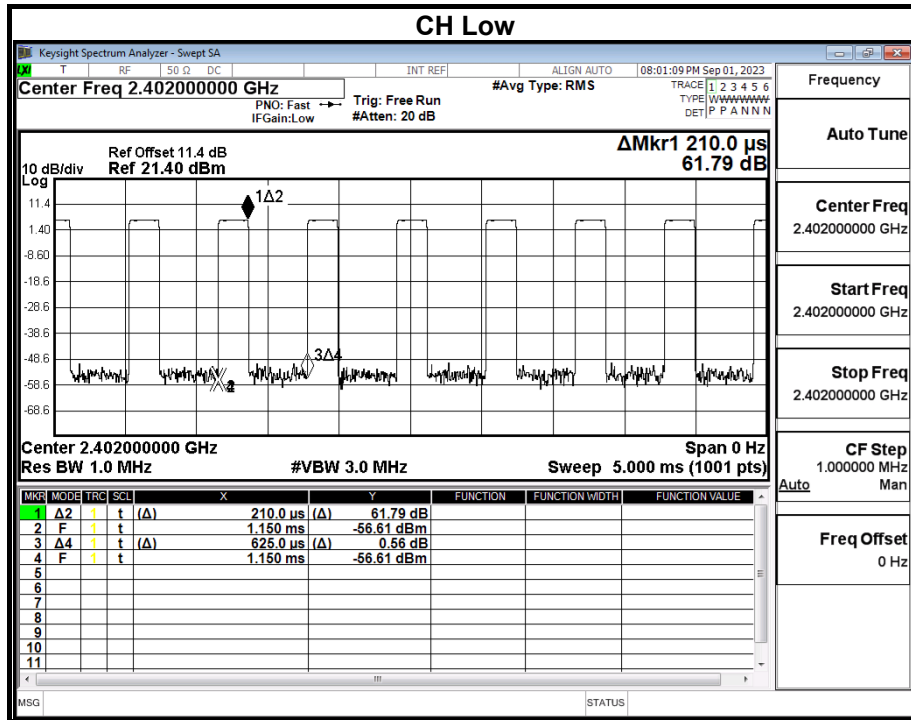 CH Low
Keysight Spectrum Analyzer - Swept SA
LXI T RF 50 Ω DC INT REF ALIGN AUTO 08:01:09 PM Sep 01, 2023
Center Freq 2.402000000 GHz #Avg Type: RMS TRACE 1 2 3 4 5 6
PNO: Fast Trig: Free Run TYPE WWWWWW
IFGain:Low #Atten: 20 dB DET P P A N N N
ΔMkr1 210.0 µs
61.79 dB
Ref Offset 11.4 dB
10 dB/div Ref 21.40 dBm
Log
11.4
1.40
-8.60
-18.6
-28.6
-38.6
-48.6
-58.6
-68.6
1Δ2
3Δ4
Center 2.402000000 GHz Span 0 Hz
Res BW 1.0 MHz #VBW 3.0 MHz Sweep 5.000 ms (1001 pts)
MKR MODE TRC SCL X Y FUNCTION FUNCTION WIDTH FUNCTION VALUE
1 Δ2 1 t (Δ) 210.0 µs (Δ) 61.79 dB
2 F 1 t 1.150 ms -56.61 dBm
3 Δ4 1 t (Δ) 625.0 µs (Δ) 0.56 dB
4 F 1 t 1.150 ms -56.61 dBm
5
6
7
8
9
10
11
MSG STATUS
Frequency
Auto Tune
Center Freq
2.402000000 GHz
Start Freq
2.402000000 GHz
Stop Freq
2.402000000 GHz
CF Step
1.000000 MHz
Auto Man
Freq Offset
0 Hz